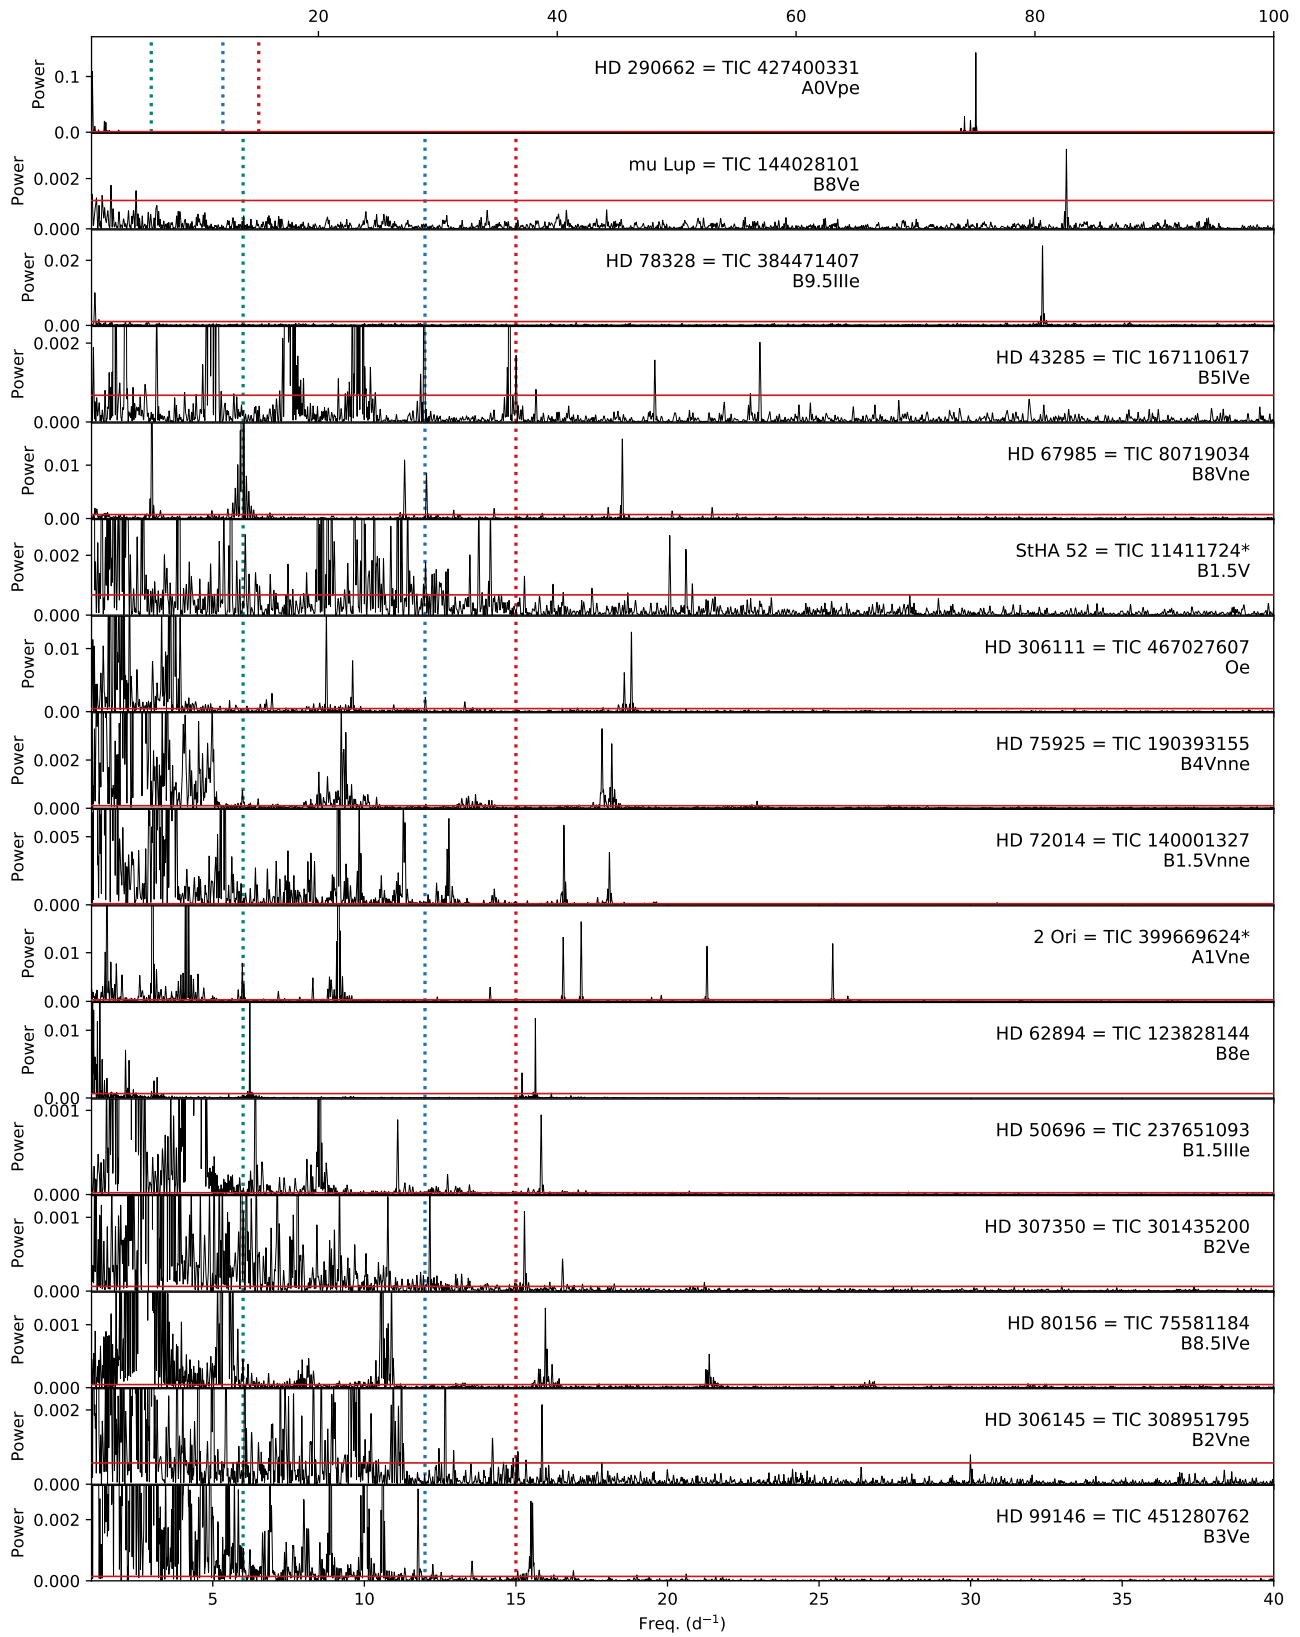 20 40 60 80 100
HD 290662 = TIC 427400331
A0Vpe
Power
0.1
0.0
mu Lup = TIC 144028101
B8Ve
Power
0.002
0.000
HD 78328 = TIC 384471407
B9.5IIIe
Power
0.02
0.00
HD 43285 = TIC 167110617
B5IVe
Power
0.002
0.000
HD 67985 = TIC 80719034
B8Vne
Power
0.01
0.00
StHA 52 = TIC 11411724*
B1.5V
Power
0.002
0.000
HD 306111 = TIC 467027607
Oe
Power
0.01
0.00
HD 75925 = TIC 190393155
B4Vnne
Power
0.002
0.000
HD 72014 = TIC 140001327
B1.5Vnne
Power
0.005
0.000
2 Ori = TIC 399669624*
A1Vne
Power
0.01
0.00
HD 62894 = TIC 123828144
B8e
Power
0.01
0.00
HD 50696 = TIC 237651093
B1.5IIIe
Power
0.001
0.000
HD 307350 = TIC 301435200
B2Ve
Power
0.001
0.000
HD 80156 = TIC 75581184
B8.5IVe
Power
0.001
0.000
HD 306145 = TIC 308951795
B2Vne
Power
0.002
0.000
HD 99146 = TIC 451280762
B3Ve
Power
0.002
0.000
5 10 15 20 25 30 35 40
Freq. (d⁻¹)